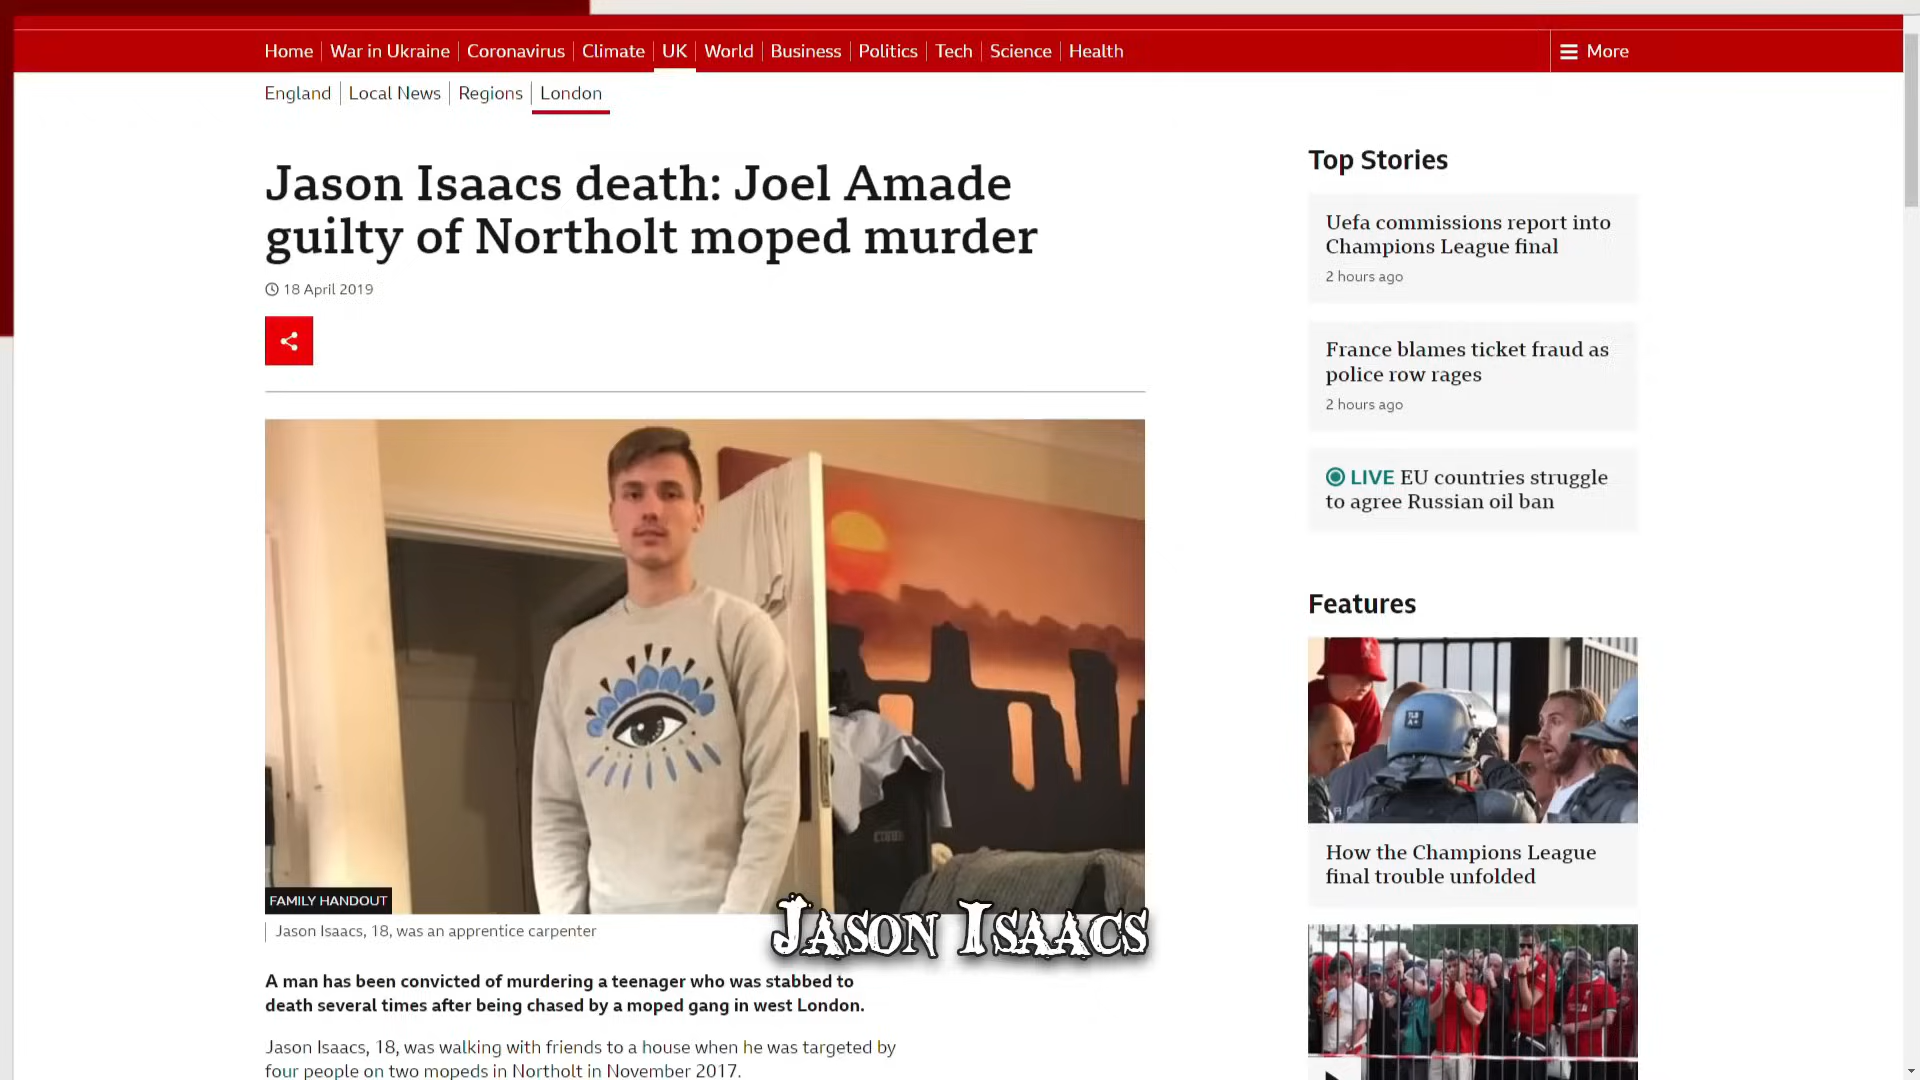 Home War in Ukraine Coronavirus Climate UK World Business Politics Tech Science Health More
England Local News Regions London
Jason Isaacs death: Joel Amade
guilty of Northolt moped murder
18 April 2019
FAMILY HANDOUT
Jason Isaacs, 18, was an apprentice carpenter
Jason Isaacs
A man has been convicted of murdering a teenager who was stabbed to
death several times after being chased by a moped gang in west London.
Jason Isaacs, 18, was walking with friends to a house when he was targeted by
four people on two mopeds in Northolt in November 2017.
Top Stories
Uefa commissions report into
Champions League final
2 hours ago
France blames ticket fraud as
police row rages
2 hours ago
LIVE EU countries struggle
to agree Russian oil ban
Features
How the Champions League
final trouble unfolded